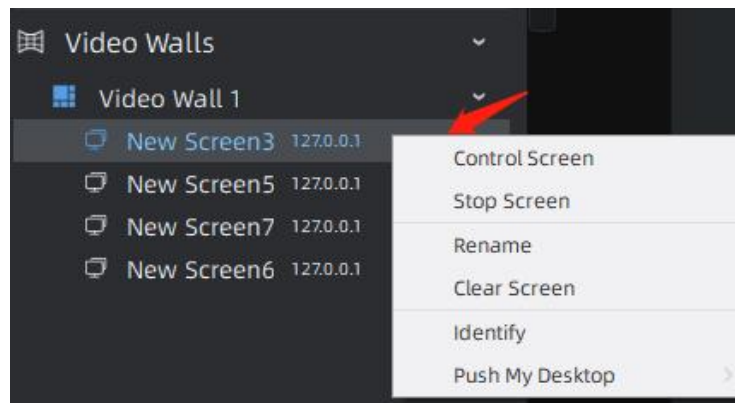 Video Walls
Video Wall 1
New Screen3 127.0.0.1
New Screen5 127.0.0.1
New Screen7 127.0.0.1
New Screen6 127.0.0.1
Control Screen
Stop Screen
Rename
Clear Screen
Identify
Push My Desktop